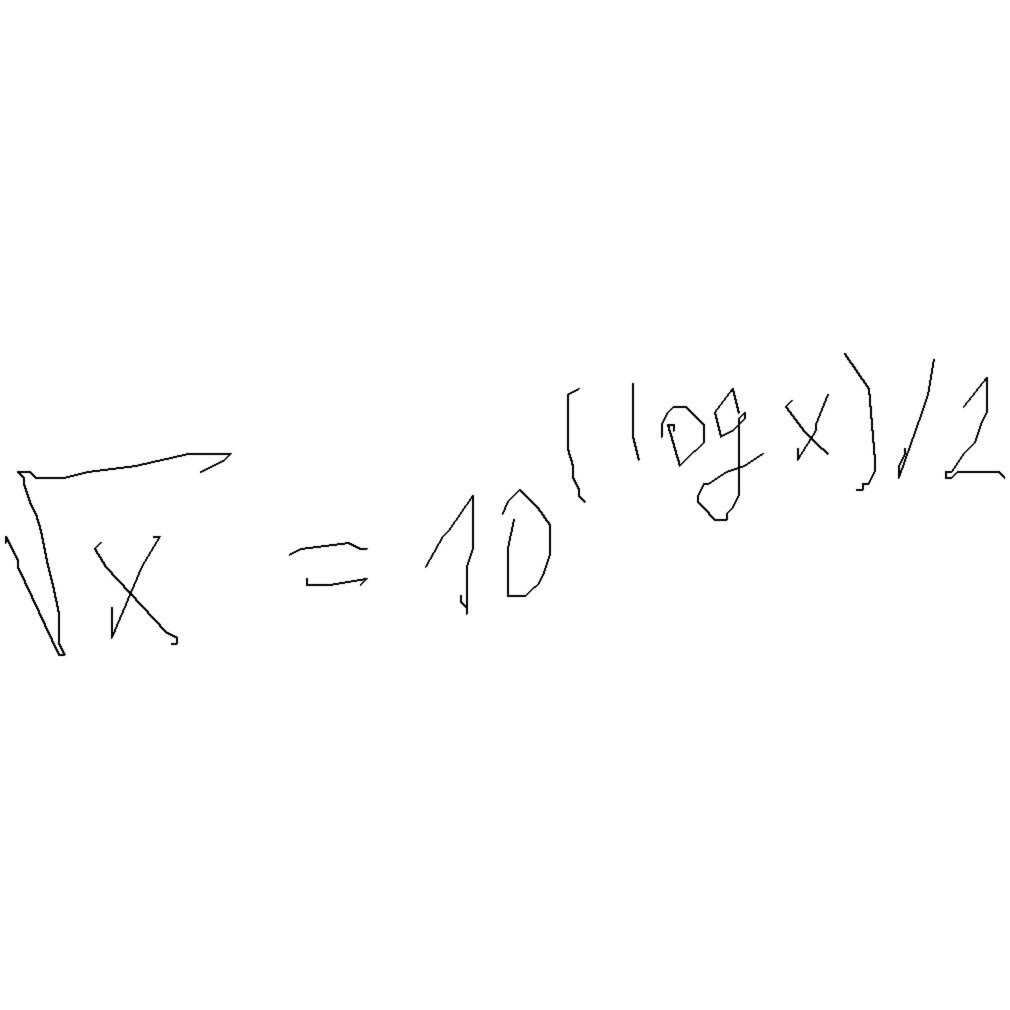 √x = 10^{(log x)/2}